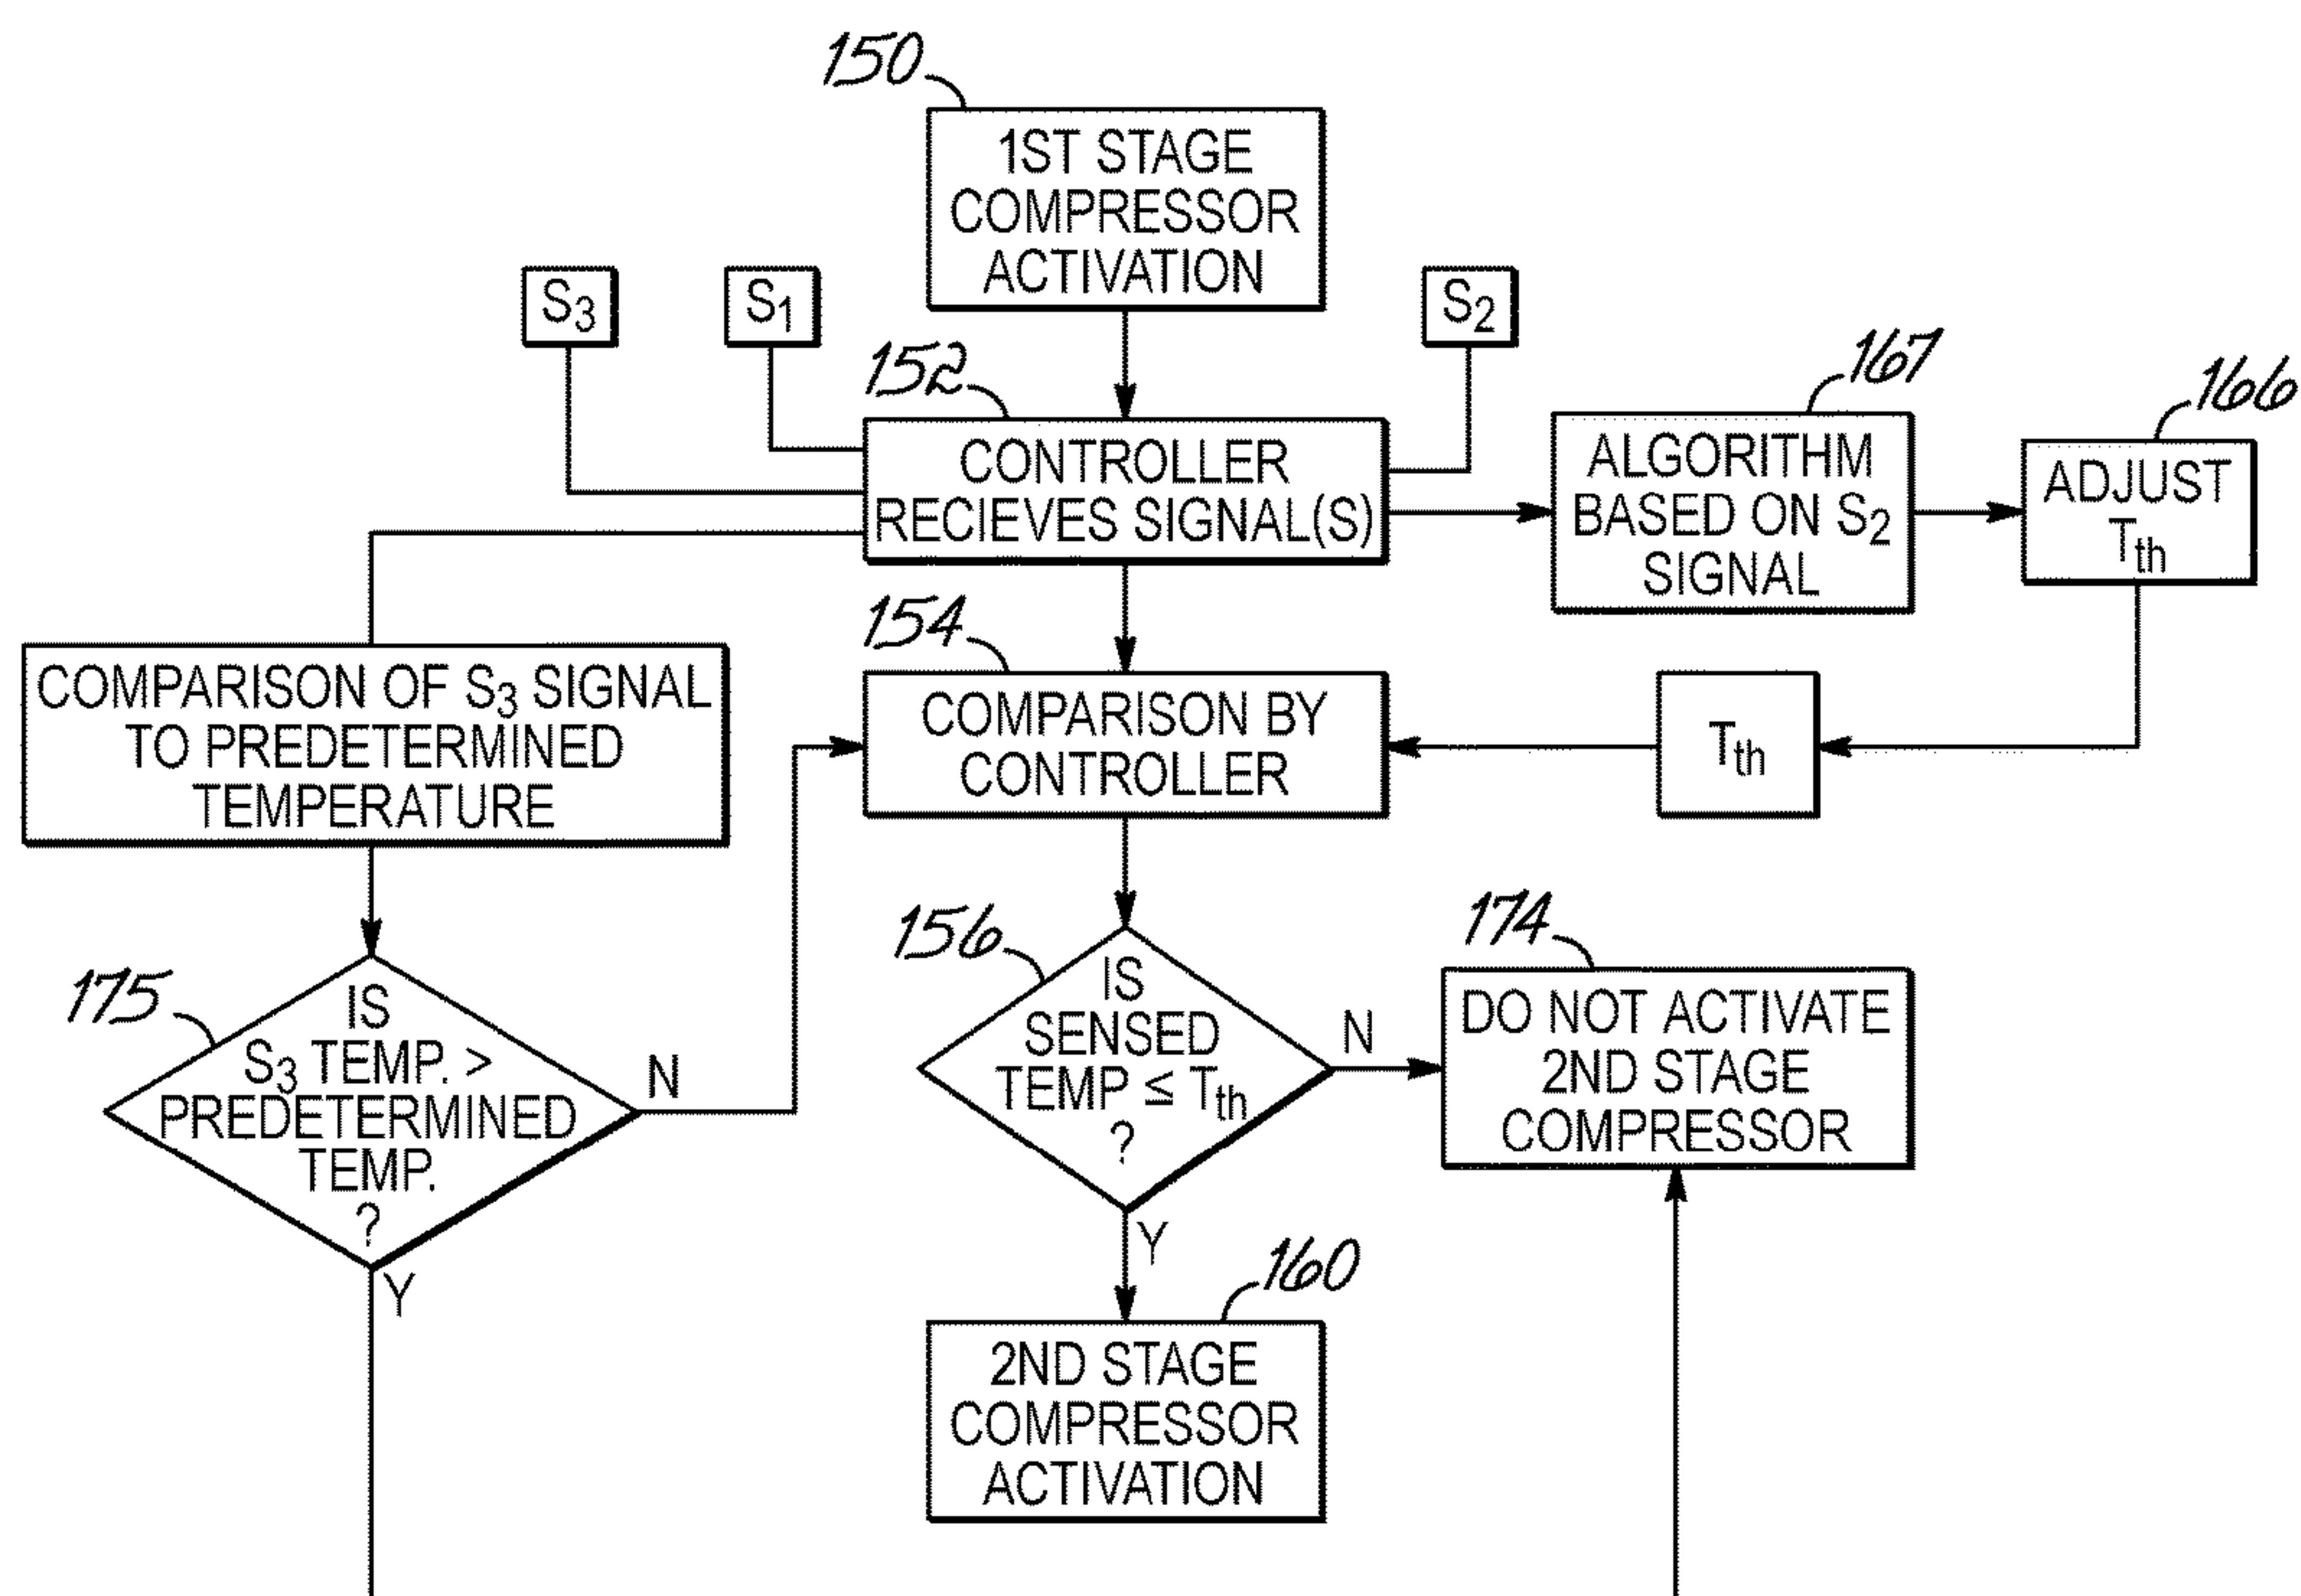 150
1ST STAGE
COMPRESSOR
ACTIVATION
S3
S1
S2
152
CONTROLLER
RECIEVES SIGNAL(S)
167
ALGORITHM
BASED ON S2
SIGNAL
166
ADJUST
Tth
COMPARISON OF S3 SIGNAL
TO PREDETERMINED
TEMPERATURE
154
COMPARISON BY
CONTROLLER
Tth
175
IS
S3 TEMP. >
PREDETERMINED
TEMP.
?
N
Y
156
IS
SENSED
TEMP ≤ Tth
?
N
Y
174
DO NOT ACTIVATE
2ND STAGE
COMPRESSOR
160
2ND STAGE
COMPRESSOR
ACTIVATION